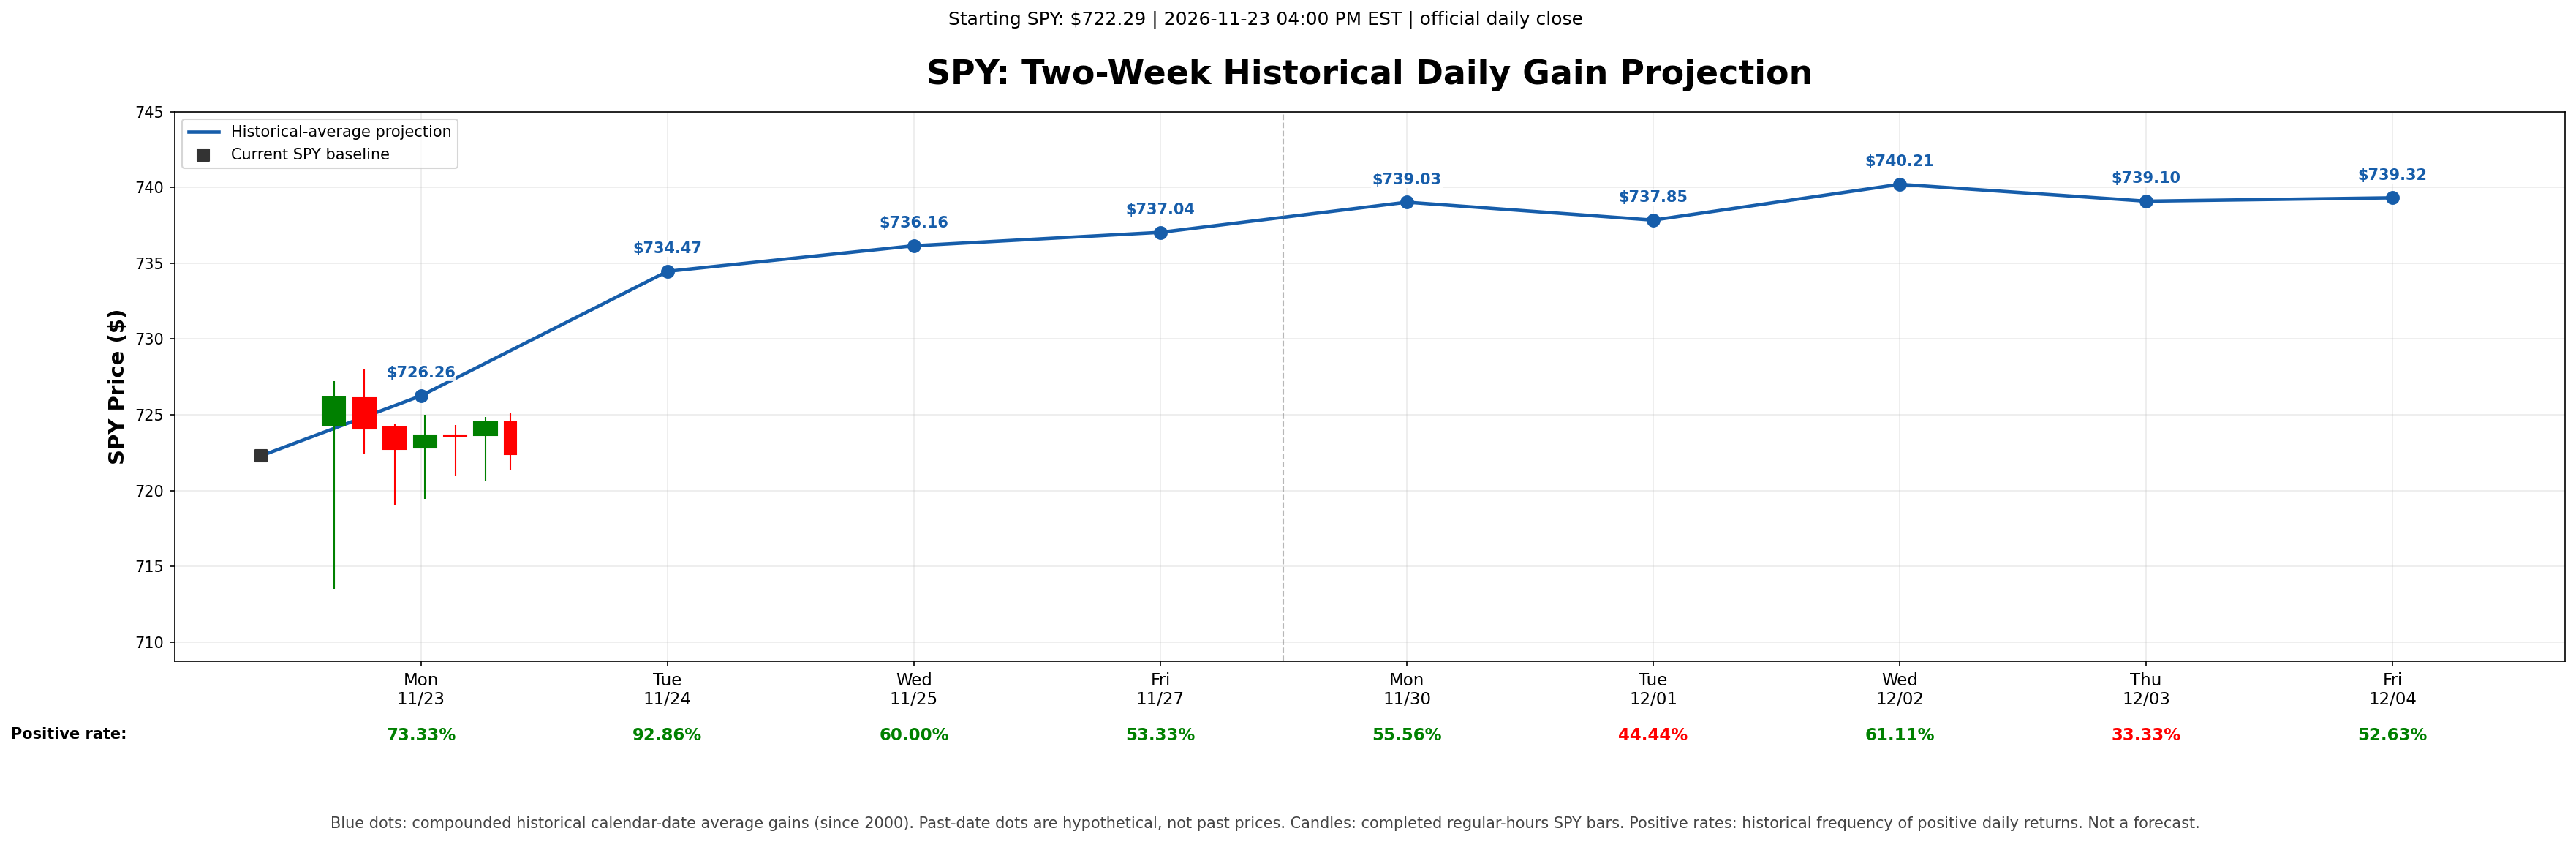 Starting SPY: $722.29 | 2026-11-23 04:00 PM EST | official daily close
SPY: Two-Week Historical Daily Gain Projection
Historical-average projection
Current SPY baseline
SPY Price ($)
745
740
735
730
725
720
715
710
$726.26
$734.47
$736.16
$737.04
$739.03
$737.85
$740.21
$739.10
$739.32
Mon Tue Wed Fri Mon Tue Wed Thu Fri
11/23 11/24 11/25 11/27 11/30 12/01 12/02 12/03 12/04
Positive rate: 73.33% 92.86% 60.00% 53.33% 55.56% 44.44% 61.11% 33.33% 52.63%
Blue dots: compounded historical calendar-date average gains (since 2000). Past-date dots are hypothetical, not past prices. Candles: completed regular-hours SPY bars. Positive rates: historical frequency of positive daily returns. Not a forecast.